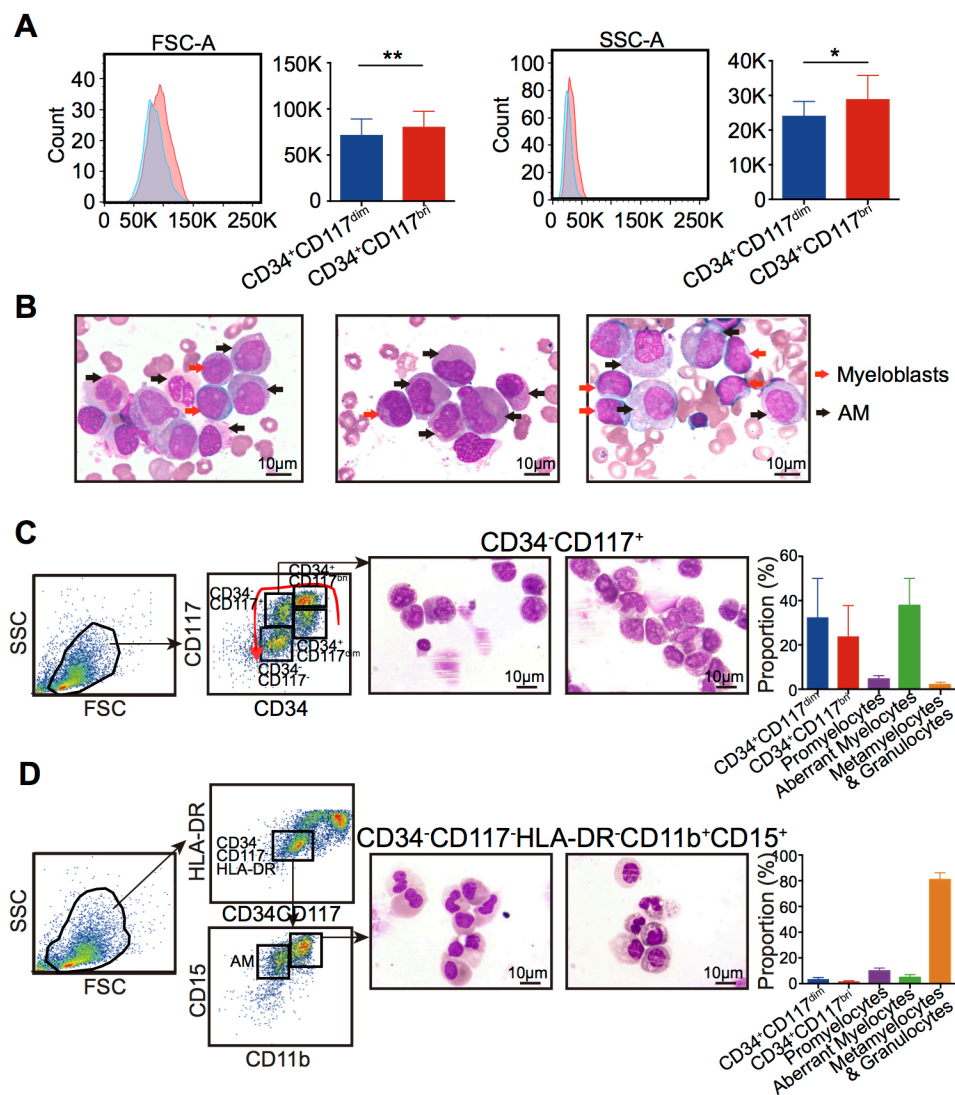 A
FSC-A
Count
40
30
20
10
0
0 50K 150K 250K
150K
100K
50K
0
**
CD34⁺CD117ᵈⁱᵐ
CD34⁺CD117ᵇʳⁱ
SSC-A
Count
100
80
60
40
20
0
0 50K 150K 250K
40K
30K
20K
10K
0
*
CD34⁺CD117ᵈⁱᵐ
CD34⁺CD117ᵇʳⁱ
B
10μm
10μm
10μm
Myeloblasts
AM
C
SSC
FSC
CD117
CD34
CD34⁺
CD117ᵇʳⁱ
CD34⁻
CD117⁺
CD34⁺
CD117ᵈⁱᵐ
CD34⁻
CD117⁻
CD34⁻CD117⁺
10μm
10μm
Proportion (%)
60
40
20
0
CD34⁺CD117ᵈⁱᵐ
CD34⁺CD117ᵇʳⁱ
Promyelocytes
Aberrant Myelocytes
Metamyelocytes
& Granulocytes
D
SSC
FSC
HLA-DR
CD34⁻
CD117⁻
HLA-DR⁻
CD34CD117
CD15
AM
CD11b
CD34⁻CD117⁻HLA-DR⁻CD11b⁺CD15⁺
10μm
10μm
Proportion (%)
100
80
60
40
20
0
CD34⁺CD117ᵈⁱᵐ
CD34⁺CD117ᵇʳⁱ
Promyelocytes
Aberrant Myelocytes
Metamyelocytes
& Granulocytes